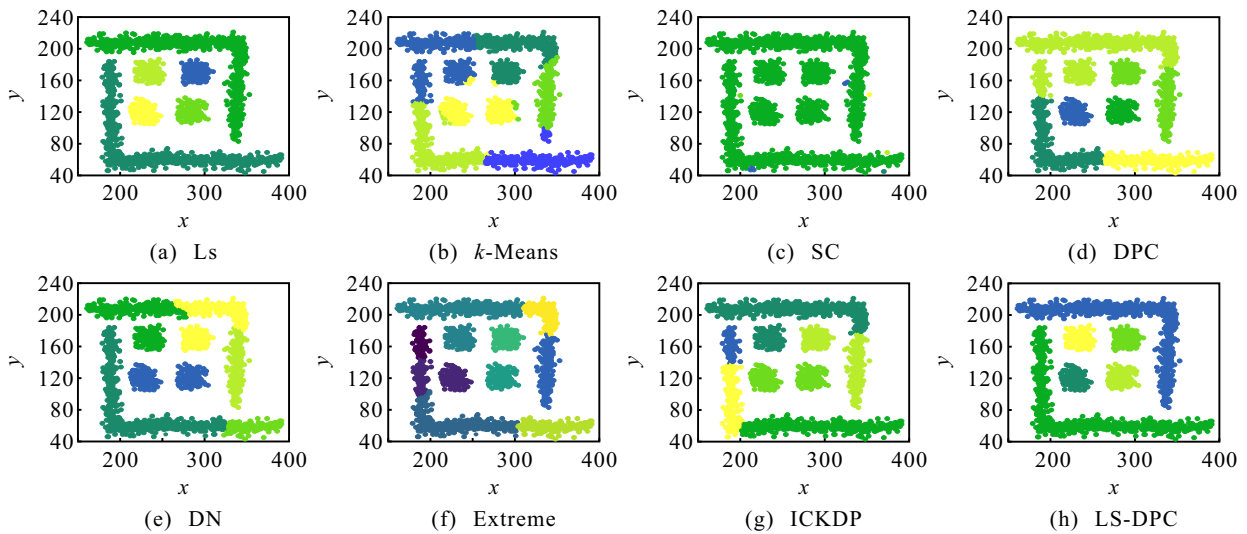 240 240 240 240
200 200 200 200
y 160 y 160 y 160 y 160
120 120 120 120
80 80 80 80
40 40 40 40
200 300 400 200 300 400 200 300 400 200 300 400
x x x x
(a) Ls (b) k-Means (c) SC (d) DPC
240 240 240 240
200 200 200 200
y 160 y 160 y 160 y 160
120 120 120 120
80 80 80 80
40 40 40 40
200 300 400 200 300 400 200 300 400 200 300 400
x x x x
(e) DN (f) Extreme (g) ICKDP (h) LS-DPC